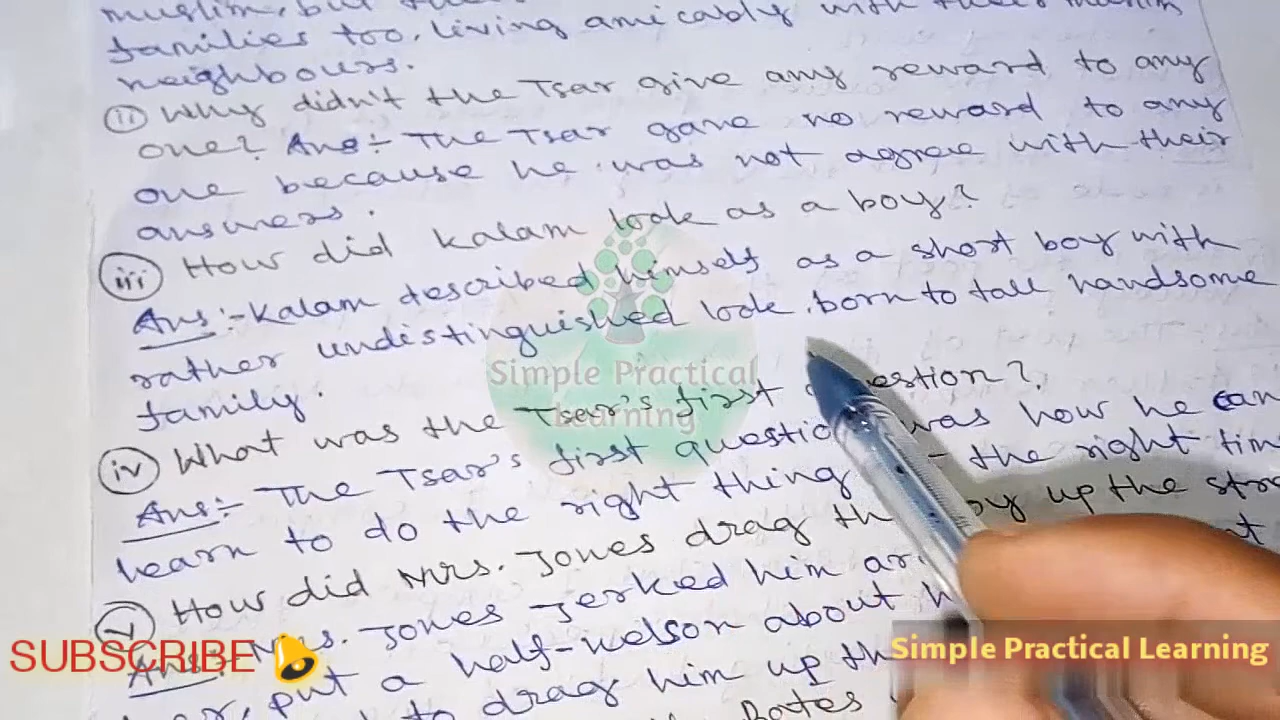 muslim, but the
families too, living amicably with their muslim
neighbours.
ii Why didn't the Tsar give any reward to any
one? Ans:- The Tsar gave no reward to any
one because he was not agree with their
answers.
iii How did Kalam look as a boy?
Ans:- Kalam described himself as a short boy with
rather undistinguished look, born to tall handsome
family.
iv What was the Tsar's first question?
Ans:- The Tsar's first question was how he can
learn to do the right thing the right time
v How did Mrs. Jones drag the boy up the
Ans:- Mrs. Jones Jerked him
put a half-Nelson about
to drag him up the
Bates
Simple Practical
Learning
SUBSCRIBE
Simple Practical Learning